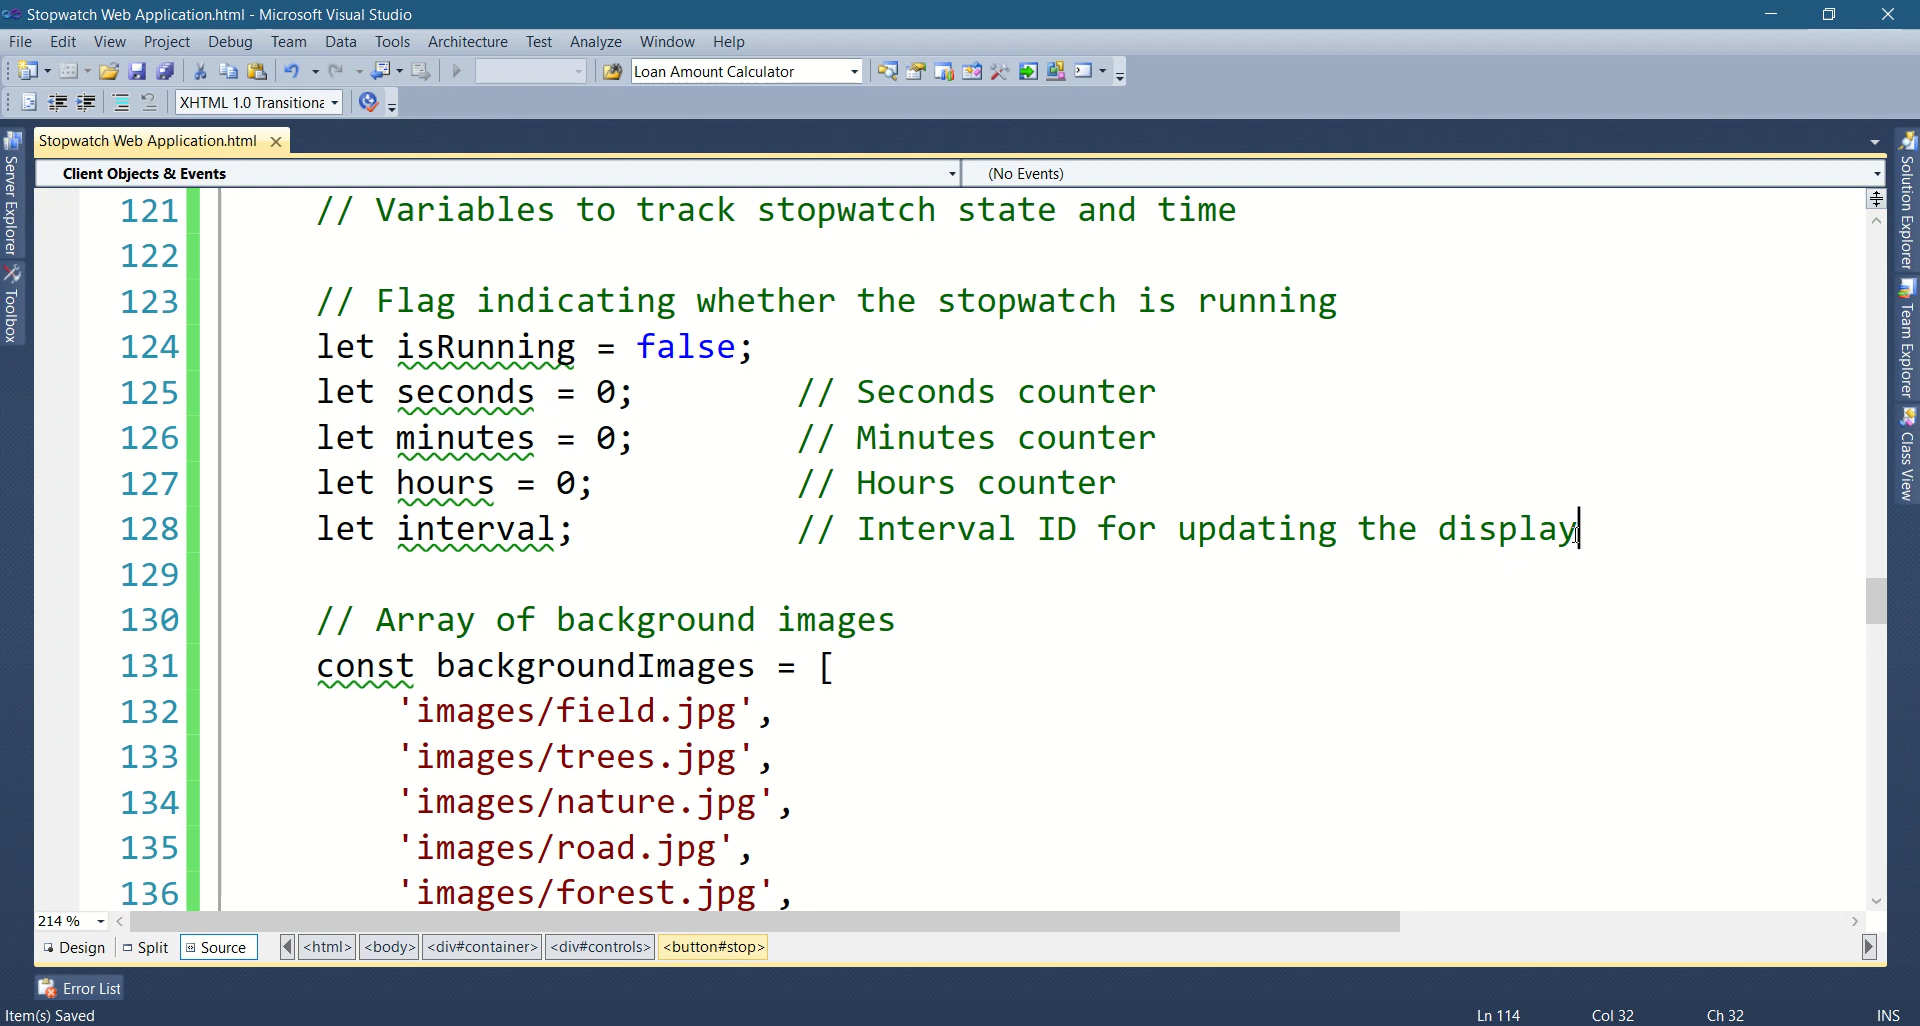 Stopwatch Web Application.html - Microsoft Visual Studio
File Edit View Project Debug Team Data Tools Architecture Test Analyze Window Help
Loan Amount Calculator
XHTML 1.0 Transitiona
Stopwatch Web Application.html
Client Objects & Events (No Events)
Server Explorer
Toolbox
Solution Explorer
Team Explorer
Class View
121 // Variables to track stopwatch state and time
122
123 // Flag indicating whether the stopwatch is running
124 let isRunning = false;
125 let seconds = 0; // Seconds counter
126 let minutes = 0; // Minutes counter
127 let hours = 0; // Hours counter
128 let interval; // Interval ID for updating the display
129
130 // Array of background images
131 const backgroundImages = [
132 'images/field.jpg',
133 'images/trees.jpg',
134 'images/nature.jpg',
135 'images/road.jpg',
136 'images/forest.jpg',
214 %
Design Split Source <html> <body> <div#container> <div#controls> <button#stop>
Error List
Item(s) Saved Ln 114 Col 32 Ch 32 INS